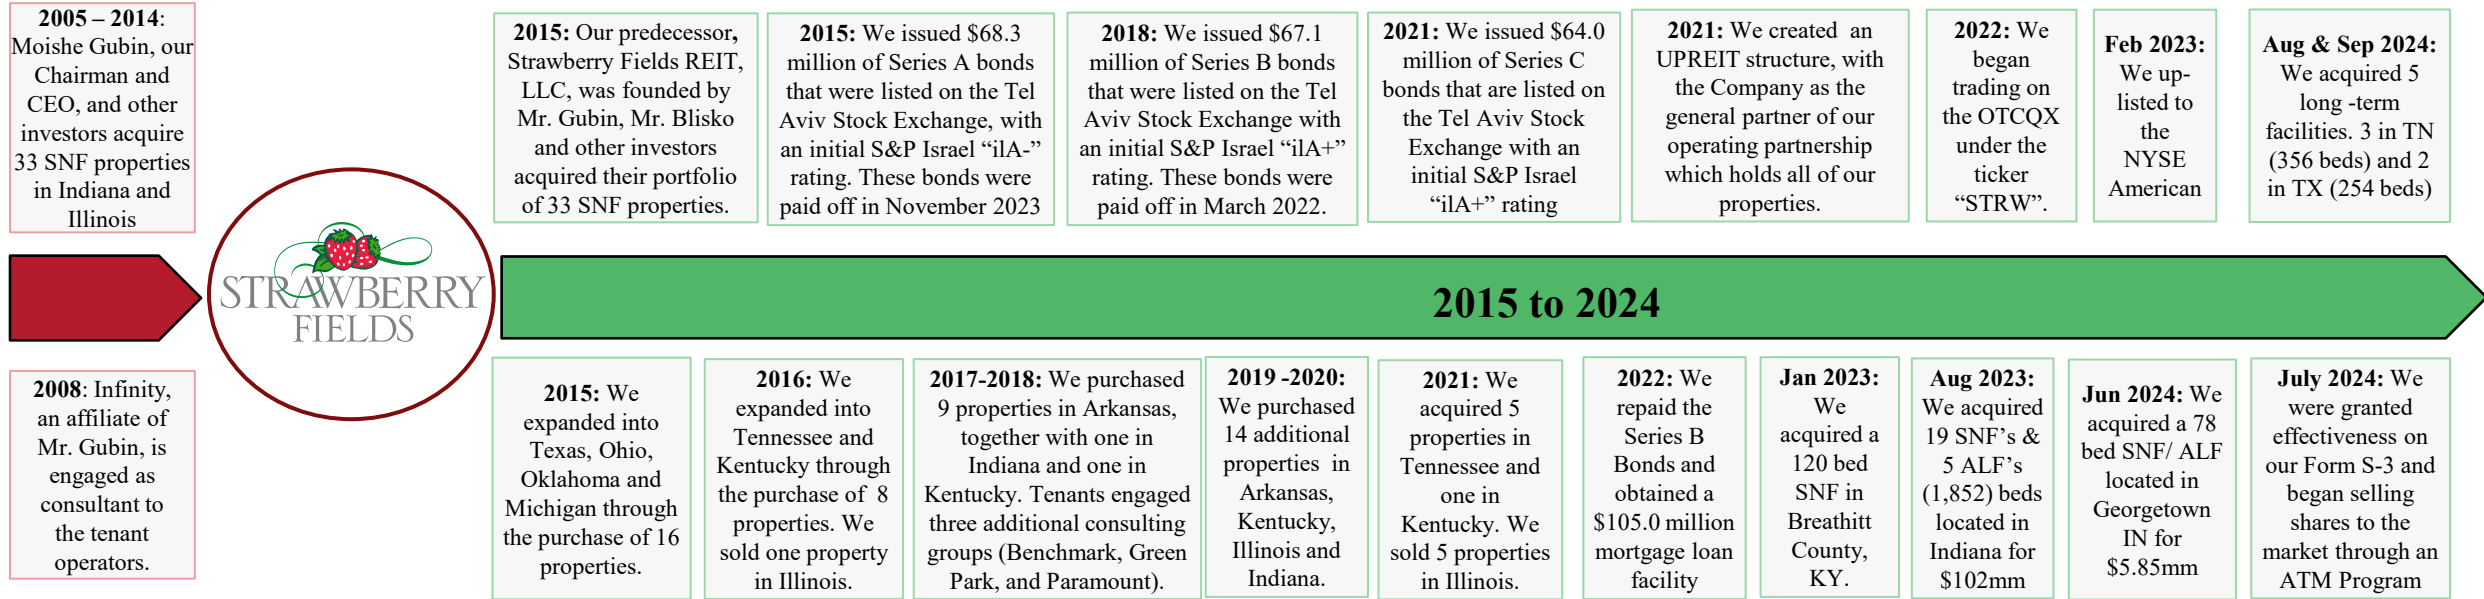 2005 – 2014:
Moishe Gubin, our
Chairman and
CEO, and other
investors acquire
33 SNF properties
in Indiana and
Illinois
2015: Our predecessor,
Strawberry Fields REIT,
LLC, was founded by
Mr. Gubin, Mr. Blisko
and other investors
acquired their portfolio
of 33 SNF properties.
2015: We issued $68.3
million of Series A bonds
that were listed on the Tel
Aviv Stock Exchange, with
an initial S&P Israel “ilA-”
rating. These bonds were
paid off in November 2023
2018: We issued $67.1
million of Series B bonds
that were listed on the Tel
Aviv Stock Exchange with
an initial S&P Israel “ilA+”
rating. These bonds were
paid off in March 2022.
2021: We issued $64.0
million of Series C
bonds that are listed on
the Tel Aviv Stock
Exchange with an
initial S&P Israel
“ilA+” rating
2021: We created an
UPREIT structure, with
the Company as the
general partner of our
operating partnership
which holds all of our
properties.
2022: We
began
trading on
the OTCQX
under the
ticker
“STRW”.
Feb 2023:
We up-
listed to
the
NYSE
American
Aug & Sep 2024:
We acquired 5
long -term
facilities. 3 in TN
(356 beds) and 2
in TX (254 beds)
STRAWBERRY
FIELDS
2015 to 2024
2008: Infinity,
an affiliate of
Mr. Gubin, is
engaged as
consultant to
the tenant
operators.
2015: We
expanded into
Texas, Ohio,
Oklahoma and
Michigan through
the purchase of 16
properties.
2016: We
expanded into
Tennessee and
Kentucky through
the purchase of 8
properties. We
sold one property
in Illinois.
2017-2018: We purchased
9 properties in Arkansas,
together with one in
Indiana and one in
Kentucky. Tenants engaged
three additional consulting
groups (Benchmark, Green
Park, and Paramount).
2019 -2020:
We purchased
14 additional
properties in
Arkansas,
Kentucky,
Illinois and
Indiana.
2021: We
acquired 5
properties in
Tennessee and
one in
Kentucky. We
sold 5 properties
in Illinois.
2022: We
repaid the
Series B
Bonds and
obtained a
$105.0 million
mortgage loan
facility
Jan 2023:
We
acquired a
120 bed
SNF in
Breathitt
County,
KY.
Aug 2023:
We acquired
19 SNF’s &
5 ALF’s
(1,852) beds
located in
Indiana for
$102mm
Jun 2024: We
acquired a 78
bed SNF/ ALF
located in
Georgetown
IN for
$5.85mm
July 2024: We
were granted
effectiveness on
our Form S-3 and
began selling
shares to the
market through an
ATM Program